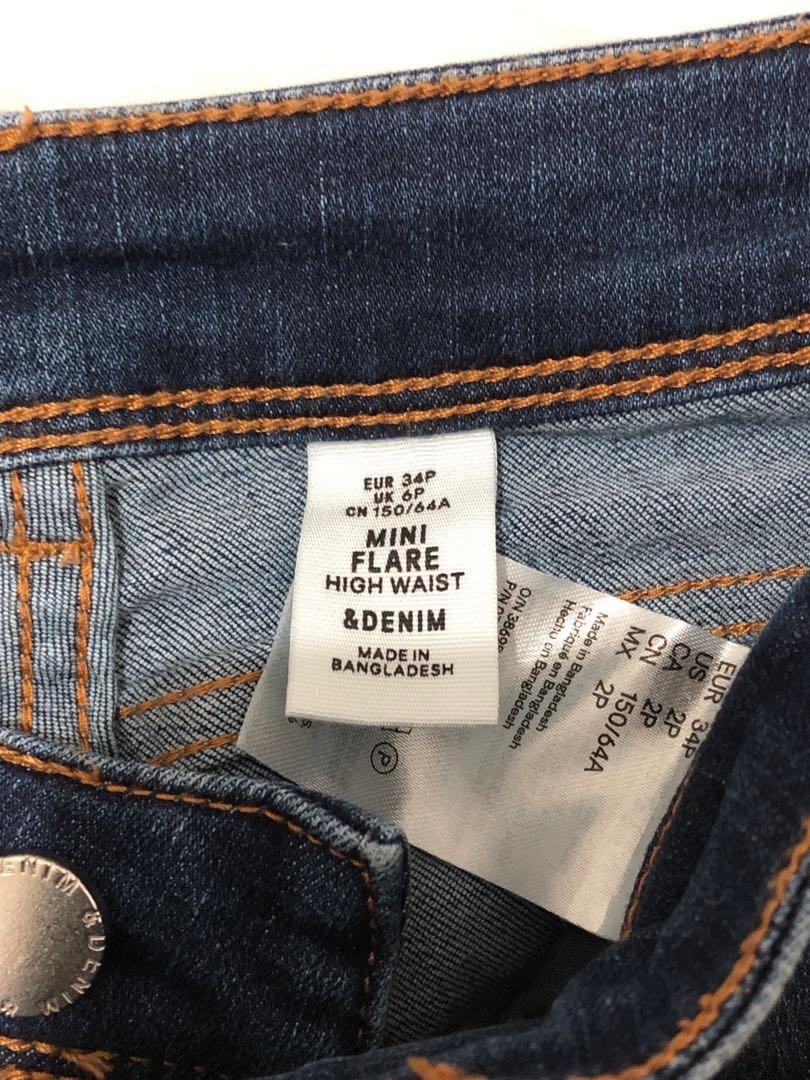 EUR 34P
UK 6P
CN 150/64A
MINI
FLARE
HIGH WAIST
&DENIM
MADE IN
BANGLADESH
EUR 34P
US 2P
CA 2P
CN 150/64A
MX 2P
Made in Bangladesh
Fabriqué en Bangladesh
Hecho en Bangladesh
O/N
P/N
P
DENIM & DENIM &